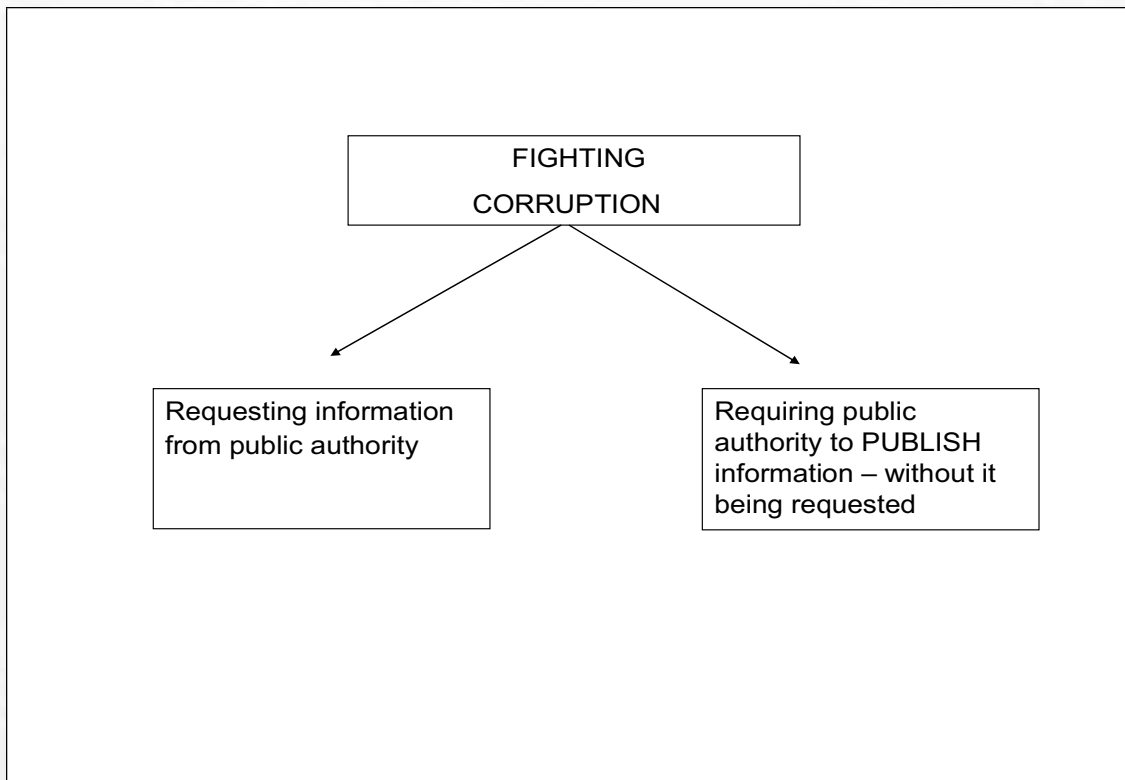 FIGHTING
CORRUPTION
Requesting information
from public authority
Requiring public
authority to PUBLISH
information – without it
being requested